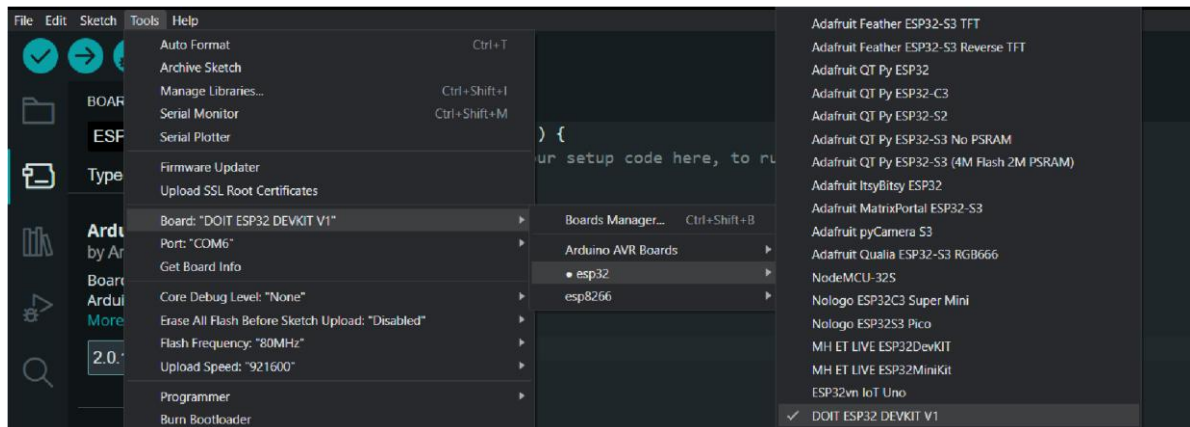 File Edit Sketch Tools Help
Auto Format Ctrl+T
Archive Sketch
Manage Libraries... Ctrl+Shift+I
Serial Monitor Ctrl+Shift+M
Serial Plotter
Firmware Updater
Upload SSL Root Certificates
Board: "DOIT ESP32 DEVKIT V1"
Port: "COM6"
Get Board Info
Core Debug Level: "None"
Erase All Flash Before Sketch Upload: "Disabled"
Flash Frequency: "80MHz"
Upload Speed: "921600"
Programmer
Burn Bootloader
BOAR
ESF
Type
Ardu
by Ar
Board
Ardui
More
2.0.
) {
ur setup code here, to ru
Boards Manager... Ctrl+Shift+B
Arduino AVR Boards
• esp32
esp8266
Adafruit Feather ESP32-S3 TFT
Adafruit Feather ESP32-S3 Reverse TFT
Adafruit QT Py ESP32
Adafruit QT Py ESP32-C3
Adafruit QT Py ESP32-S2
Adafruit QT Py ESP32-S3 No PSRAM
Adafruit QT Py ESP32-S3 (4M Flash 2M PSRAM)
Adafruit ItsyBitsy ESP32
Adafruit MatrixPortal ESP32-S3
Adafruit pyCamera S3
Adafruit Qualia ESP32-S3 RGB666
NodeMCU-32S
Nologo ESP32C3 Super Mini
Nologo ESP32S3 Pico
MH ET LIVE ESP32DevKIT
MH ET LIVE ESP32MiniKit
ESP32vn IoT Uno
✓ DOIT ESP32 DEVKIT V1